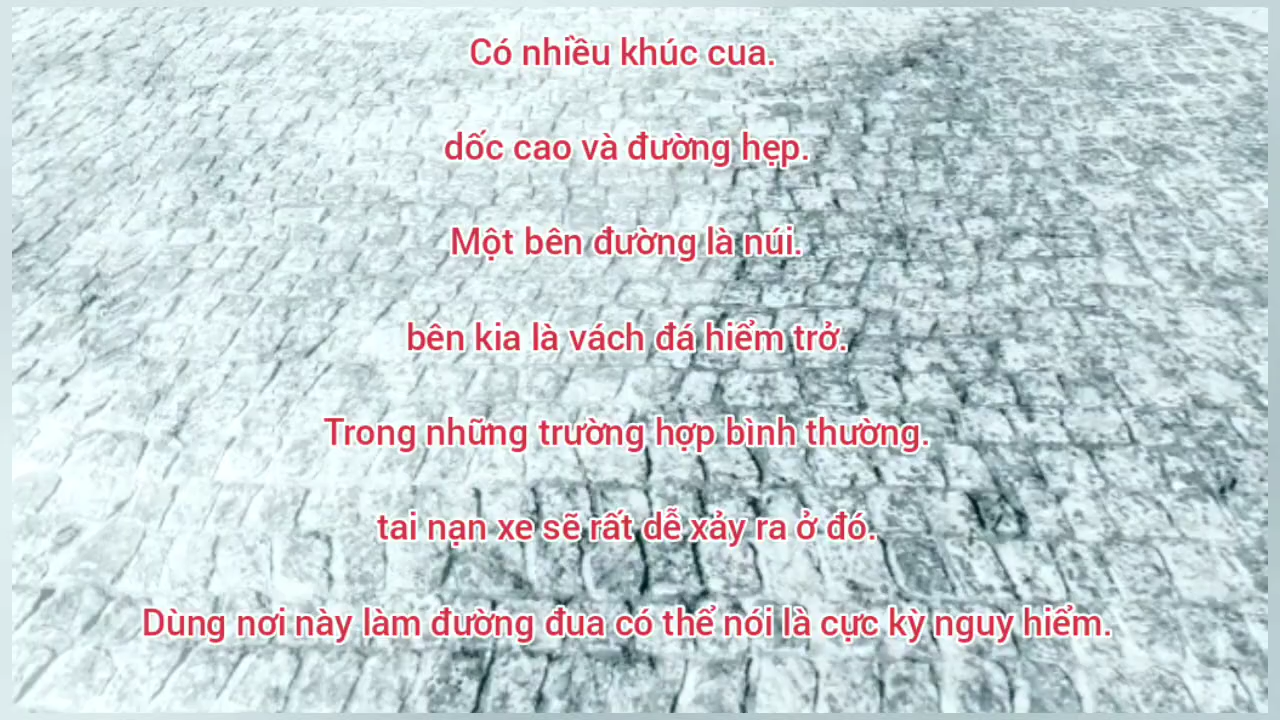 Có nhiều khúc cua.
dốc cao và đường hẹp.
Một bên đường là núi.
bên kia là vách đá hiểm trở.
Trong những trường hợp bình thường.
tai nạn xe sẽ rất dễ xảy ra ở đó.
Dùng nơi này làm đường đua có thể nói là cực kỳ nguy hiểm.